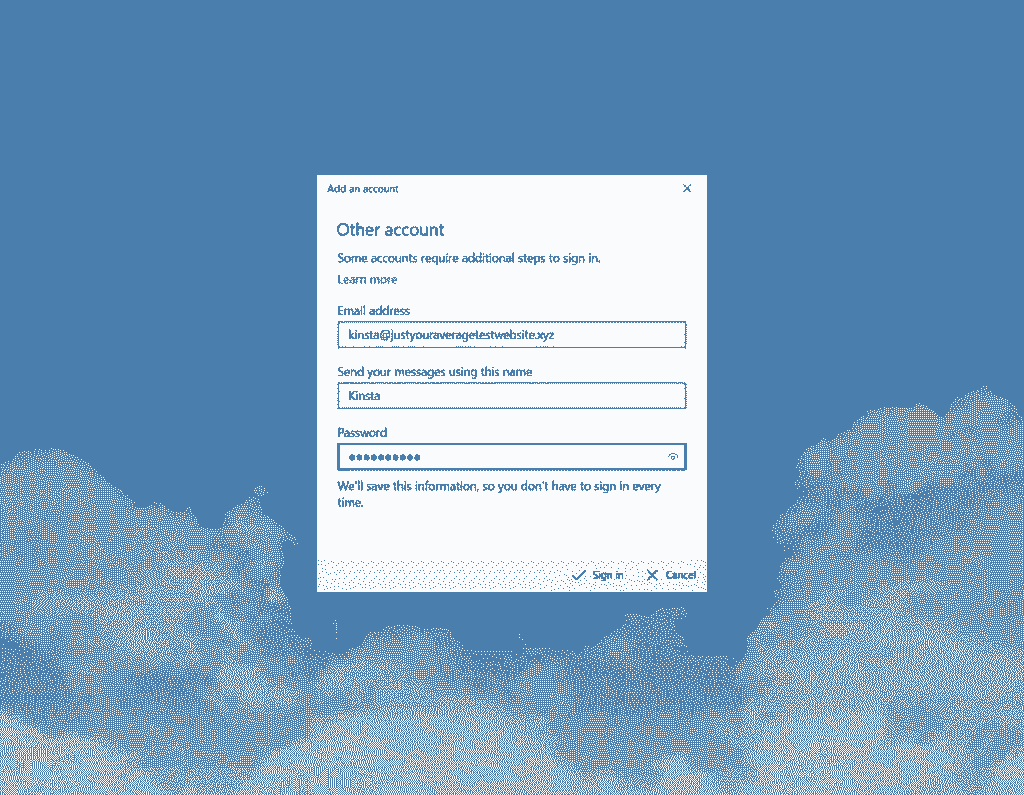 Add an account
Other account
Some accounts require additional steps to sign in.
Learn more
Email address
kinsta@justyouraveragetestwebsite.xyz
Send your messages using this name
Kinsta
Password
●●●●●●●●●●
We'll save this information, so you don't have to sign in every
time.
Sign in
Cancel